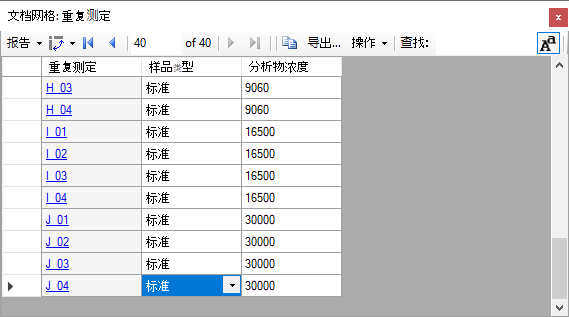 文档网格: 重复测定
报告 40 of 40 导出... 操作 查找: Aa
重复测定 样品类型 分析物浓度
H_03 标准 9060
H_04 标准 9060
I_01 标准 16500
I_02 标准 16500
I_03 标准 16500
I_04 标准 16500
J_01 标准 30000
J_02 标准 30000
J_03 标准 30000
J_04 标准 30000